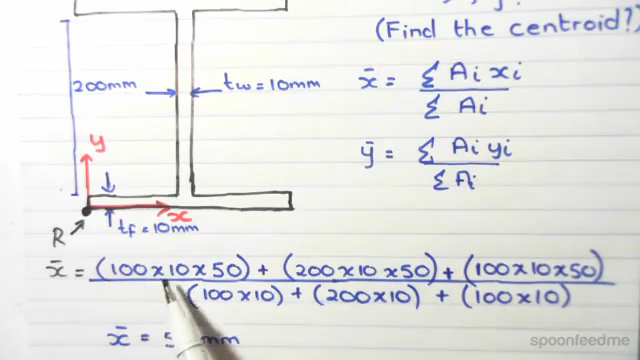 (Find the centroid?)
200mm
tw=10mm
x̄ = Σ Ai xi
Σ Ai
y
ȳ = Σ Ai yi
Σ Ai
x
R
tf=10mm
x̄ = (100x10x50) + (200x10x50) + (100x10x50)
(100x10) + (200x10) + (100x10)
x̄ = mm
spoonfeedme